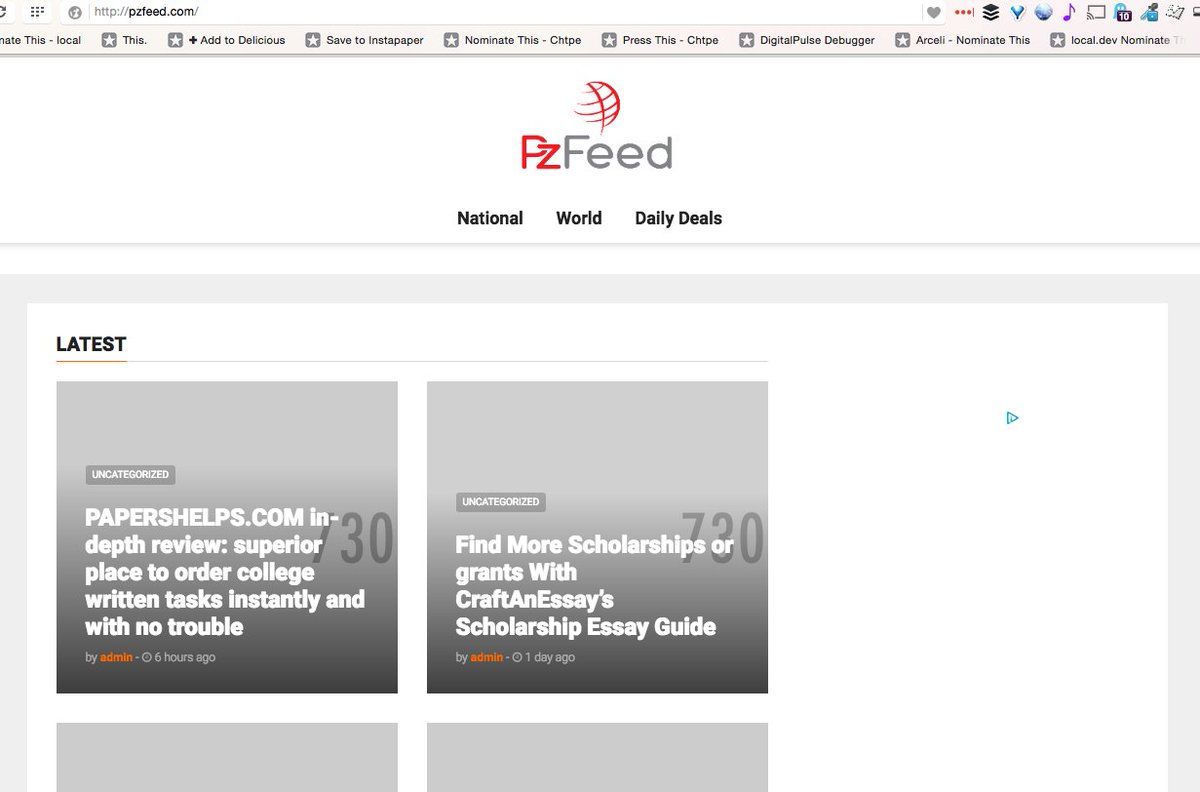 http://pzfeed.com/
nate This - local This. + Add to Delicious Save to Instapaper Nominate This - Chtpe Press This - Chtpe DigitalPulse Debugger Arceli - Nominate This local.dev Nominate Th
10
PzFeed
National World Daily Deals
LATEST
UNCATEGORIZED
PAPERSHELPS.COM in-
depth review: superior
place to order college
written tasks instantly and
with no trouble
730
by admin - 6 hours ago
UNCATEGORIZED
Find More Scholarships or
grants With
CraftAnEssay's
Scholarship Essay Guide
730
by admin - 1 day ago